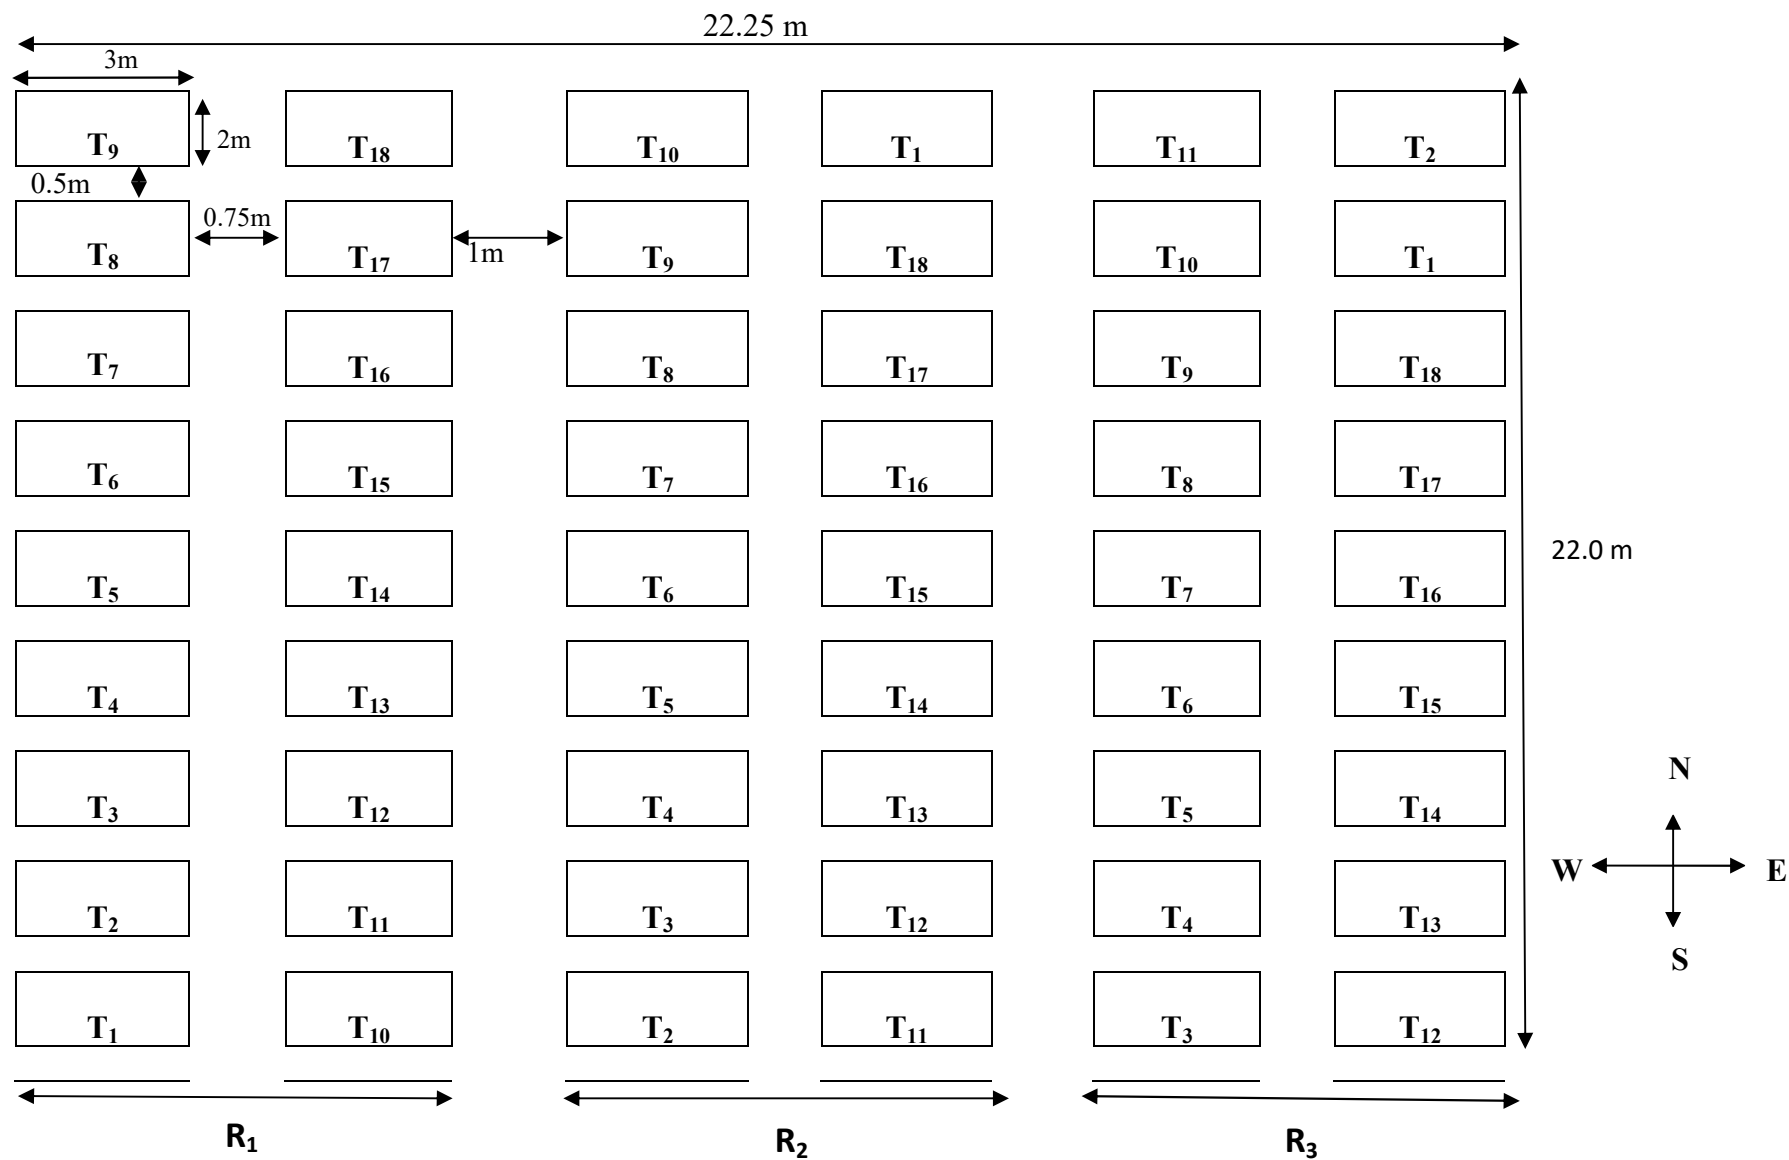 22.25 m
3m
T9 2m T18 T10 T1 T11 T2
0.5m
0.75m
T8 T17 1m T9 T18 T10 T1
T7 T16 T8 T17 T9 T18
T6 T15 T7 T16 T8 T17
T5 T14 T6 T15 T7 T16
22.0 m
T4 T13 T5 T14 T6 T15
T3 T12 T4 T13 T5 T14
N
W E
T2 T11 T3 T12 T4 T13
S
T1 T10 T2 T11 T3 T12
R1 R2 R3